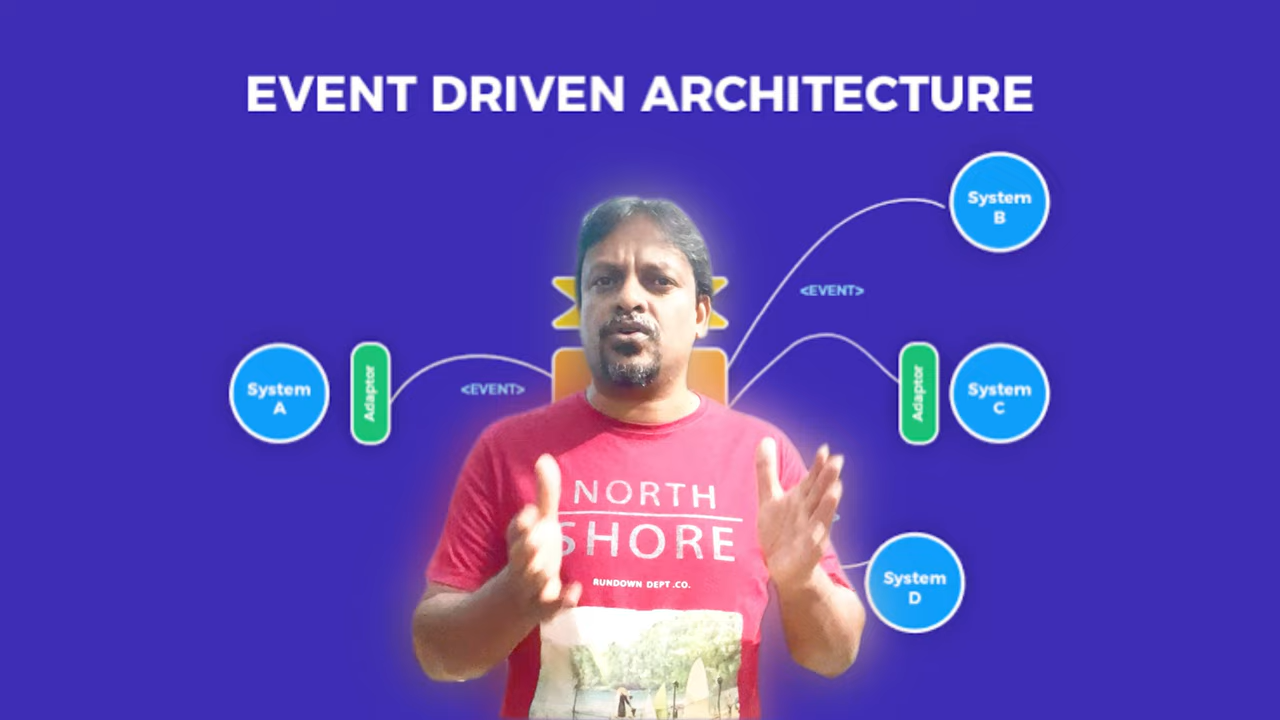 EVENT DRIVEN ARCHITECTURE
System
B
<EVENT>
System
A
Adaptor
<EVENT>
Adaptor
System
C
NORTH
SHORE
RUNDOWN DEPT.CO.
System
D